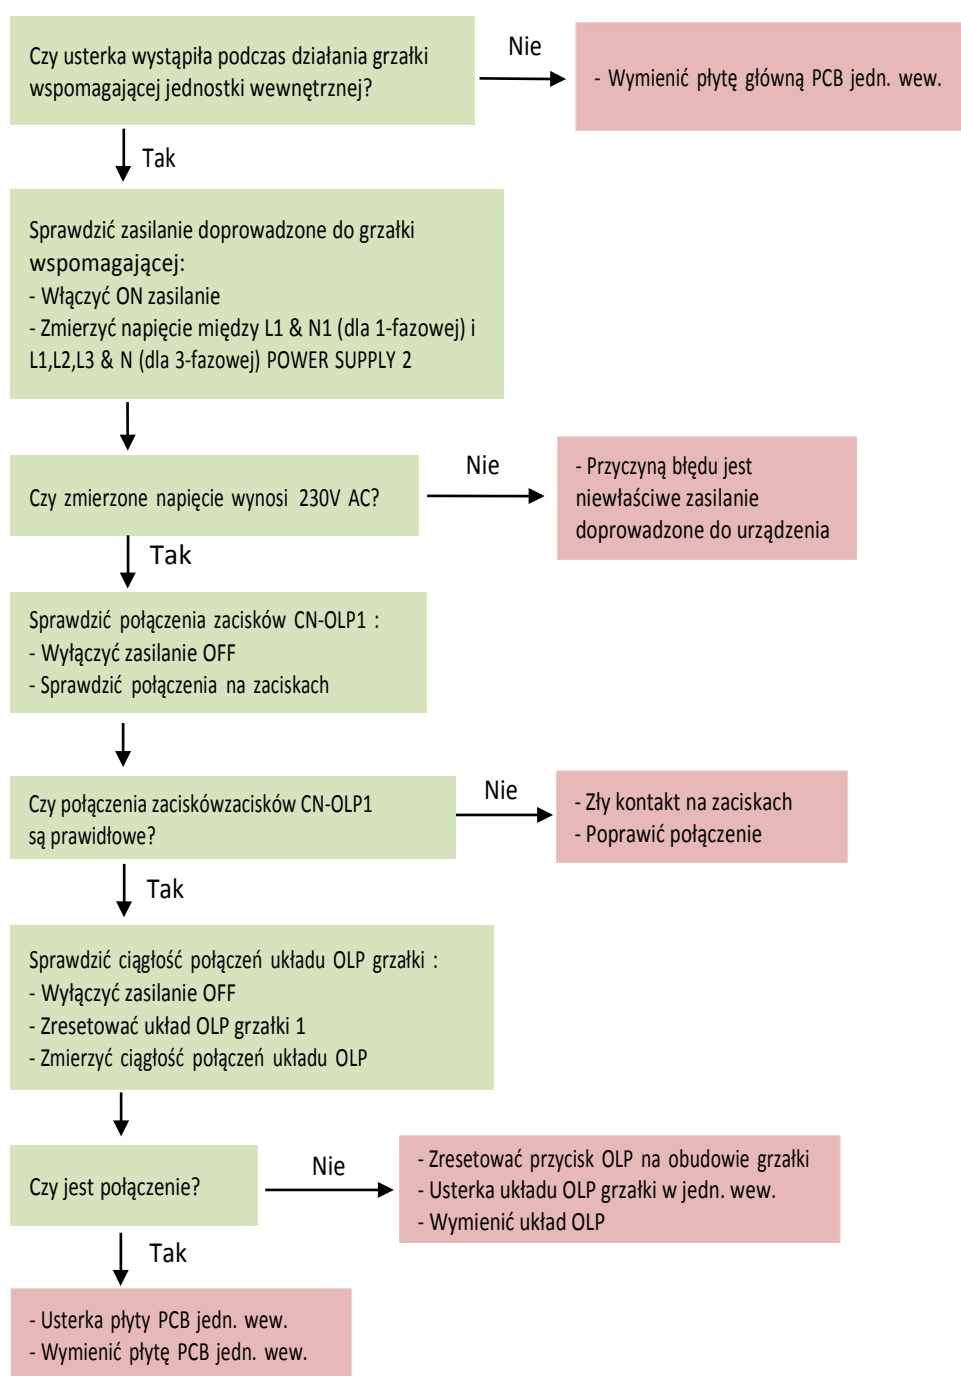 Czy usterka wystąpiła podczas działania grzałki
wspomagającej jednostki wewnętrznej?
Nie
- Wymienić płytę główną PCB jedn. wew.
Tak
Sprawdzić zasilanie doprowadzone do grzałki
wspomagającej:
- Włączyć ON zasilanie
- Zmierzyć napięcie między L1 & N1 (dla 1-fazowej) i
L1,L2,L3 & N (dla 3-fazowej) POWER SUPPLY 2
Czy zmierzone napięcie wynosi 230V AC?
Nie
- Przyczyną błędu jest
niewłaściwe zasilanie
doprowadzone do urządzenia
Tak
Sprawdzić połączenia zacisków CN-OLP1 :
- Wyłączyć zasilanie OFF
- Sprawdzić połączenia na zaciskach
Czy połączenia zaciskówzacisków CN-OLP1
są prawidłowe?
Nie
- Zły kontakt na zaciskach
- Poprawić połączenie
Tak
Sprawdzić ciągłość połączeń układu OLP grzałki :
- Wyłączyć zasilanie OFF
- Zresetować układ OLP grzałki 1
- Zmierzyć ciągłość połączeń układu OLP
Czy jest połączenie?
Nie
- Zresetować przycisk OLP na obudowie grzałki
- Usterka układu OLP grzałki w jedn. wew.
- Wymienić układ OLP
Tak
- Usterka płyty PCB jedn. wew.
- Wymienić płytę PCB jedn. wew.